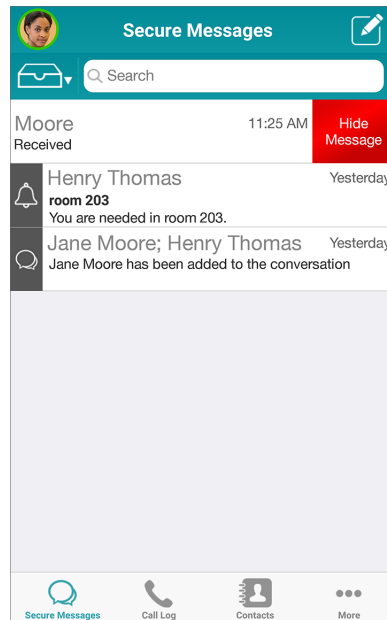 Secure Messages
Search
Moore
11:25 AM
Hide
Message
Received
Henry Thomas
Yesterday
room 203
You are needed in room 203.
Jane Moore; Henry Thomas
Yesterday
Jane Moore has been added to the conversation
Secure Messages
Call Log
Contacts
More